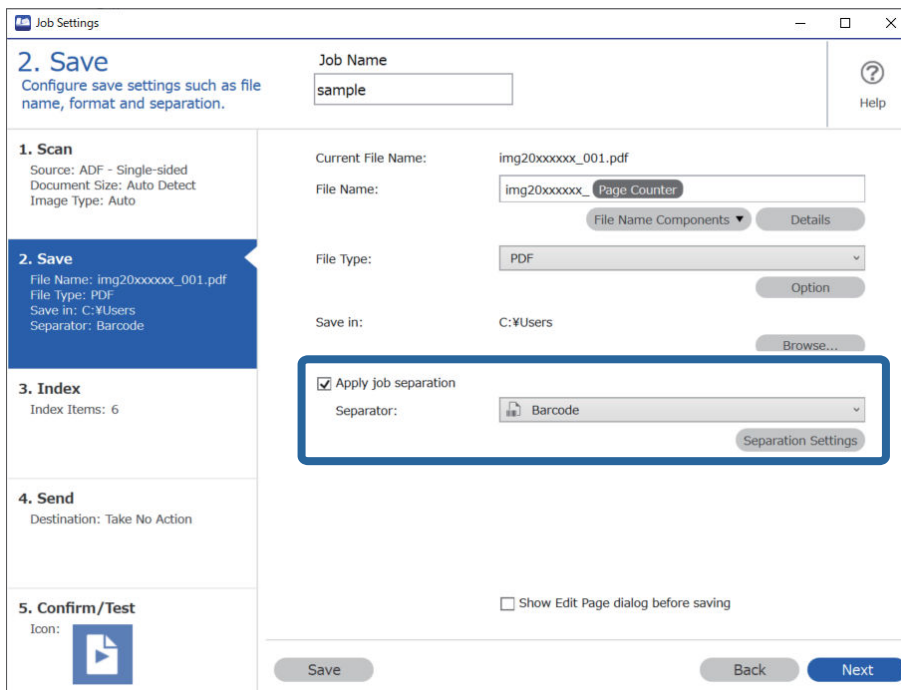 Job Settings
2. Save
Configure save settings such as file
name, format and separation.
Job Name
sample
?
Help
1. Scan
Source: ADF - Single-sided
Document Size: Auto Detect
Image Type: Auto
2. Save
File Name: img20xxxxxx_001.pdf
File Type: PDF
Save in: C:¥Users
Separator: Barcode
3. Index
Index Items: 6
4. Send
Destination: Take No Action
5. Confirm/Test
Icon:
Current File Name: img20xxxxxx_001.pdf
File Name: img20xxxxxx_ Page Counter
File Name Components ▼ Details
File Type: PDF
Option
Save in: C:¥Users
Browse...
Apply job separation
Separator: Barcode
Separation Settings
Show Edit Page dialog before saving
Save Back Next